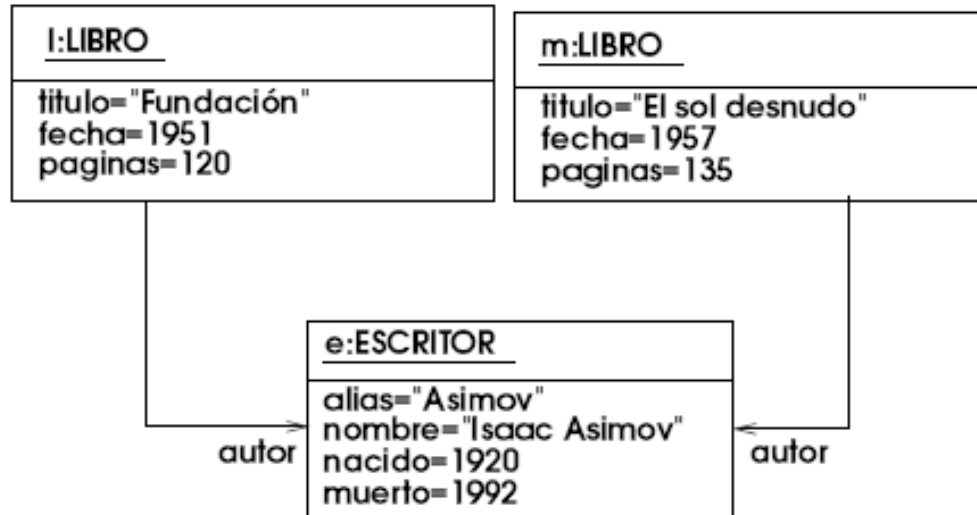 l:LIBRO
titulo="Fundación"
fecha=1951
paginas=120
m:LIBRO
titulo="El sol desnudo"
fecha=1957
paginas=135
e:ESCRITOR
alias="Asimov"
nombre="Isaac Asimov"
nacido=1920
muerto=1992
autor
autor